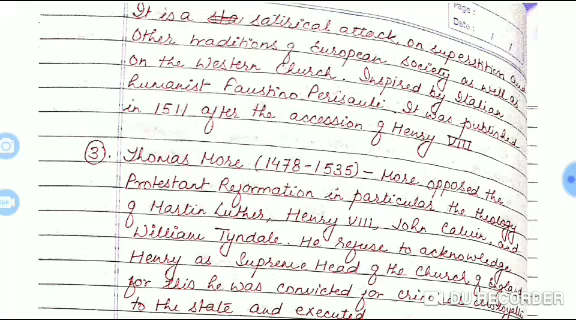 Page :
Date :
It is a satirical attack on superstition and
Other traditions of European society as well as
On the Western Church. Inspired by Italian
humanist Faustino Perisauli. It was published
in 1511 after the accession of Henry VIII
3. Thomas More (1478-1535) - More opposed the
Protestant Reformation in particular the theology
of Martin Luther, Henry VIII, John Calvin, and
William Tyndale. He refuse to acknowledge
Henry as Supreme Head of the Church of England
for this he was convicted for
to the state and executed
RECORDER